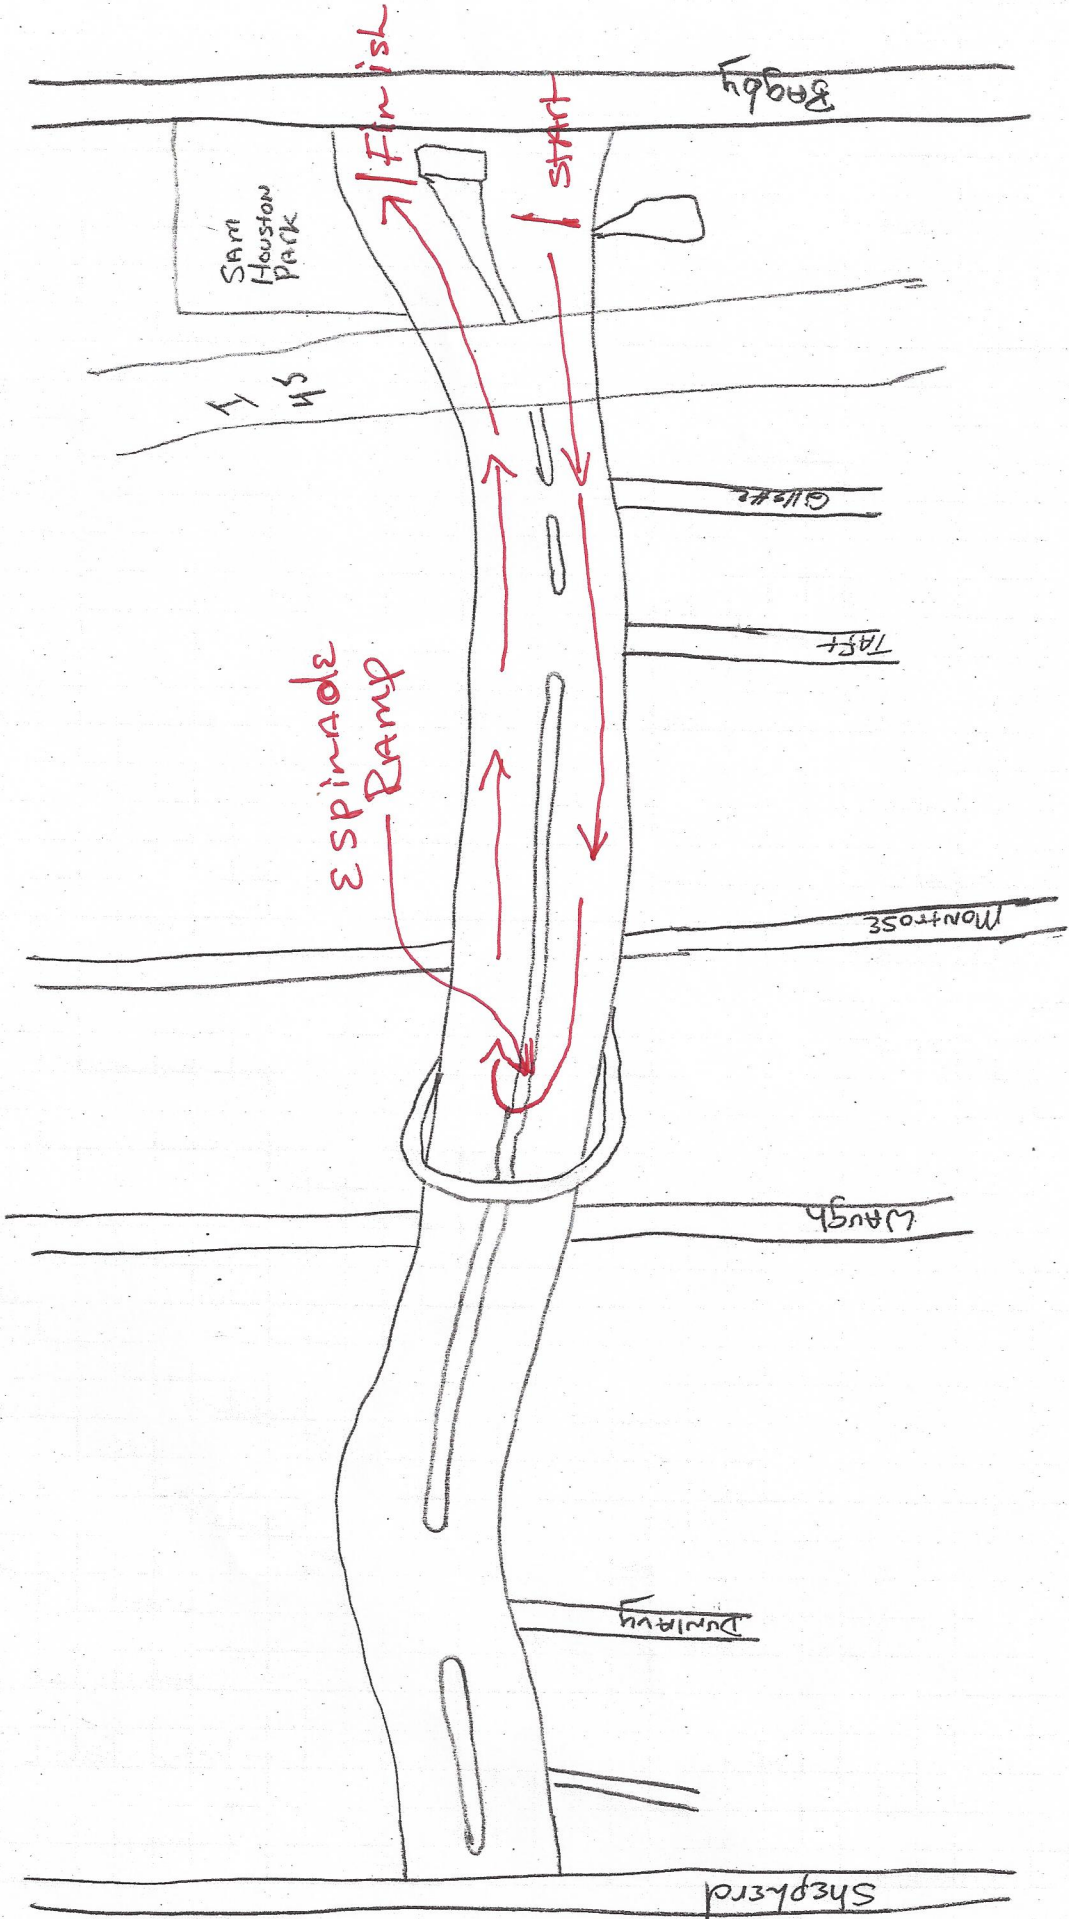 Finish
Start
Bagby
SAm
Houston
PArk
I
45
Gillette
TAft
Espinade
Ramp
Montrose
Waugh
Dunlavy
Shepherd